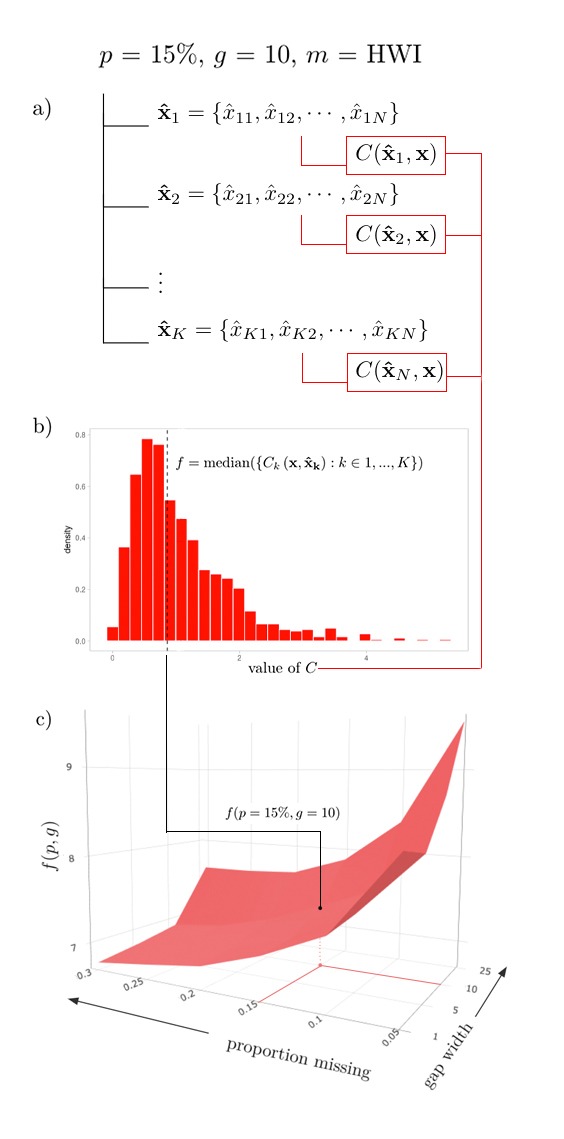 p = 15%, g = 10, m = HWI
a)
x̂₁ = {x̂₁₁, x̂₁₂, ⋯ , x̂₁N}
C(x̂₁, x)
x̂₂ = {x̂₂₁, x̂₂₂, ⋯ , x̂₂N}
C(x̂₂, x)
⋮
x̂K = {x̂K1, x̂K2, ⋯ , x̂KN}
C(x̂N, x)
b)
0.8
f = median({Ck (x, x̂k) : k ∈ 1, ..., K})
0.6
density
0.4
0.2
0.0
0 2 4
value of C
c)
9
f(p = 15%, g = 10)
f(p, g)
8
7
0.3 0.25 0.2 0.15 0.1 0.05
25
10
5
1
proportion missing
gap width